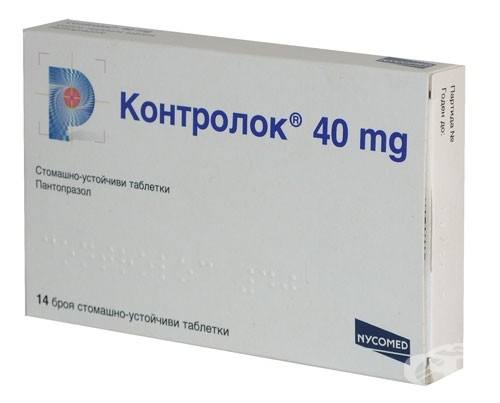 Контролок® 40 mg
Стомашно-устойчиви таблетки
Пантопразол
14 броя стомашно-устойчиви таблетки
NYCOMED
Партида №
Годен до: